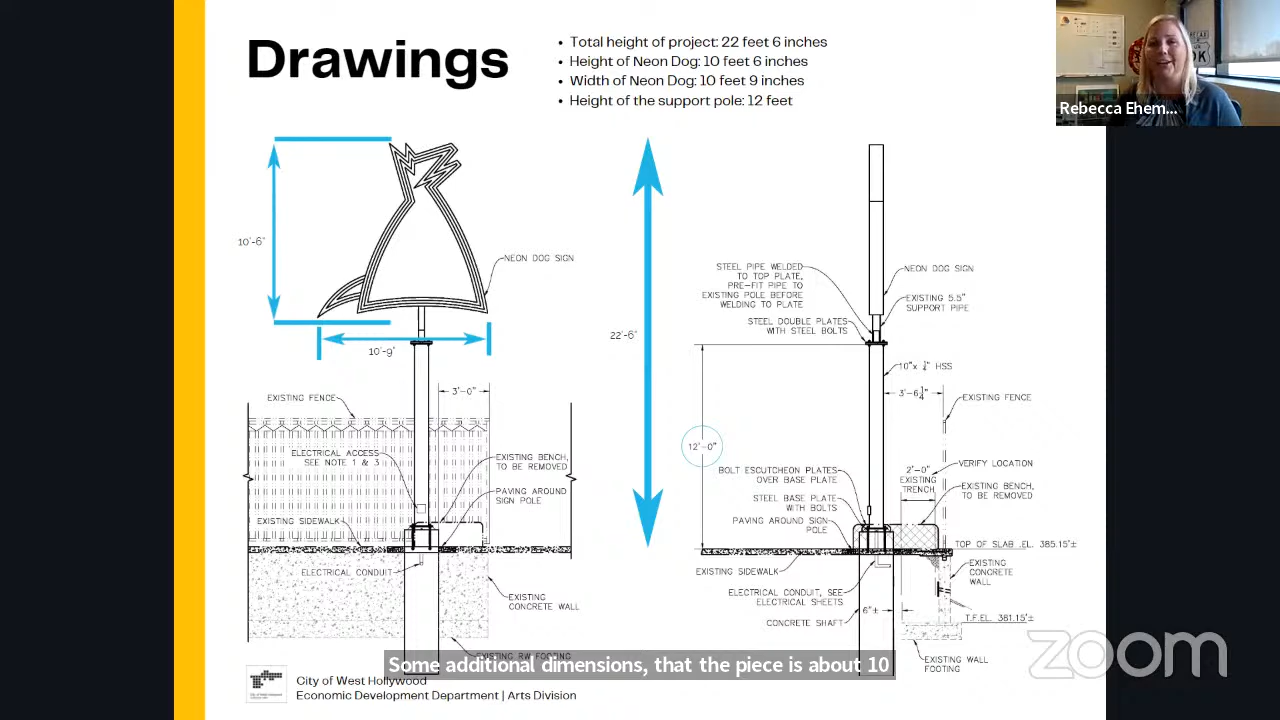 Drawings
• Total height of project: 22 feet 6 inches
• Height of Neon Dog: 10 feet 6 inches
• Width of Neon Dog: 10 feet 9 inches
• Height of the support pole: 12 feet
Rebecca Ehem...
10'-6"
NEON DOG SIGN
10'-9"
3'-0"
EXISTING FENCE
ELECTRICAL ACCESS
SEE NOTE 1 & 3
EXISTING BENCH,
TO BE REMOVED
PAVING AROUND
SIGN POLE
EXISTING SIDEWALK
ELECTRICAL CONDUIT
EXISTING
CONCRETE WALL
EXISTING RW FOOTING
22'-6"
STEEL PIPE WELDED
TO TOP PLATE,
PRE-FIT PIPE TO
EXISTING POLE BEFORE
WELDING TO PLATE
NEON DOG SIGN
EXISTING 5.5"
SUPPORT PIPE
STEEL DOUBLE PLATES
WITH STEEL BOLTS
10"x ¼" HSS
3'-6¼"
EXISTING FENCE
12'-0"
BOLT ESCUTCHEON PLATES
OVER BASE PLATE
2'-0"
EXISTING
TRENCH
VERIFY LOCATION
EXISTING BENCH,
TO BE REMOVED
STEEL BASE PLATE
WITH BOLTS
PAVING AROUND SIGN
POLE
TOP OF SLAB .EL. 385.15'±
EXISTING SIDEWALK
EXISTING
CONCRETE
WALL
ELECTRICAL CONDUIT, SEE
ELECTRICAL SHEETS
6"±
CONCRETE SHAFT
T.F.EL. 381.15'±
EXISTING WALL
FOOTING
Some additional dimensions, that the piece is about 10
City of West Hollywood
Economic Development Department | Arts Division
zoom